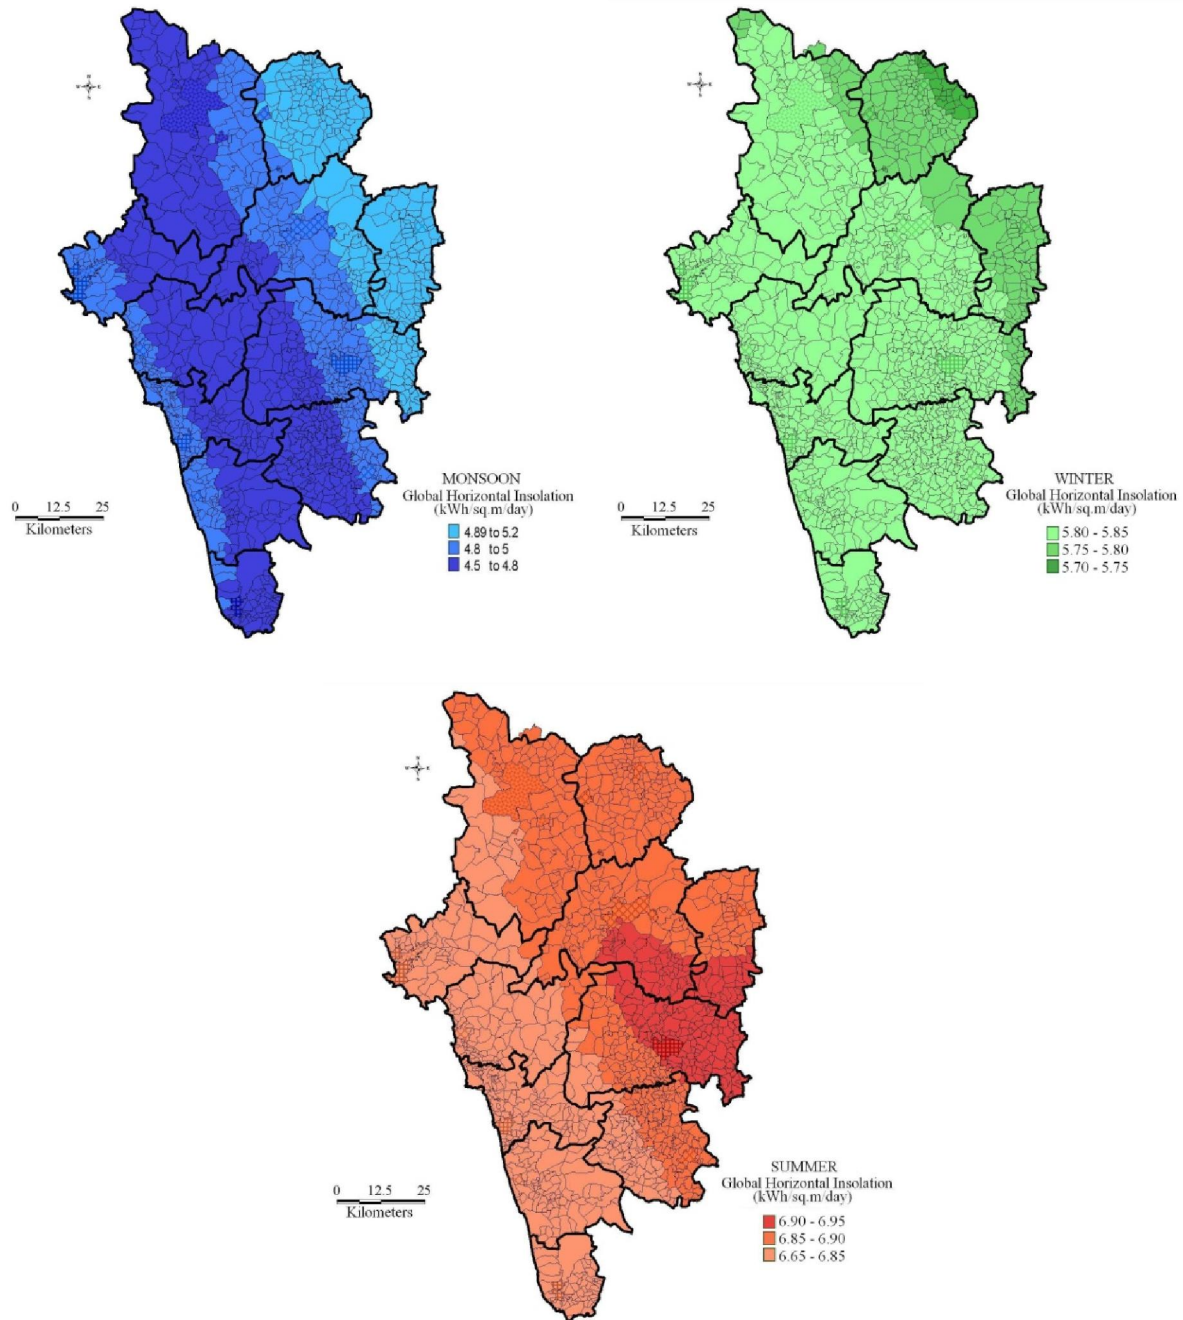 MONSOON
Global Horizontal Insolation
(kWh/sq.m/day)
4.89 to 5.2
4.8 to 5
4.5 to 4.8
0 12.5 25
Kilometers
WINTER
Global Horizontal Insolation
(kWh/sq.m/day)
5.80 - 5.85
5.75 - 5.80
5.70 - 5.75
0 12.5 25
Kilometers
SUMMER
Global Horizontal Insolation
(kWh/sq.m/day)
6.90 - 6.95
6.85 - 6.90
6.65 - 6.85
0 12.5 25
Kilometers